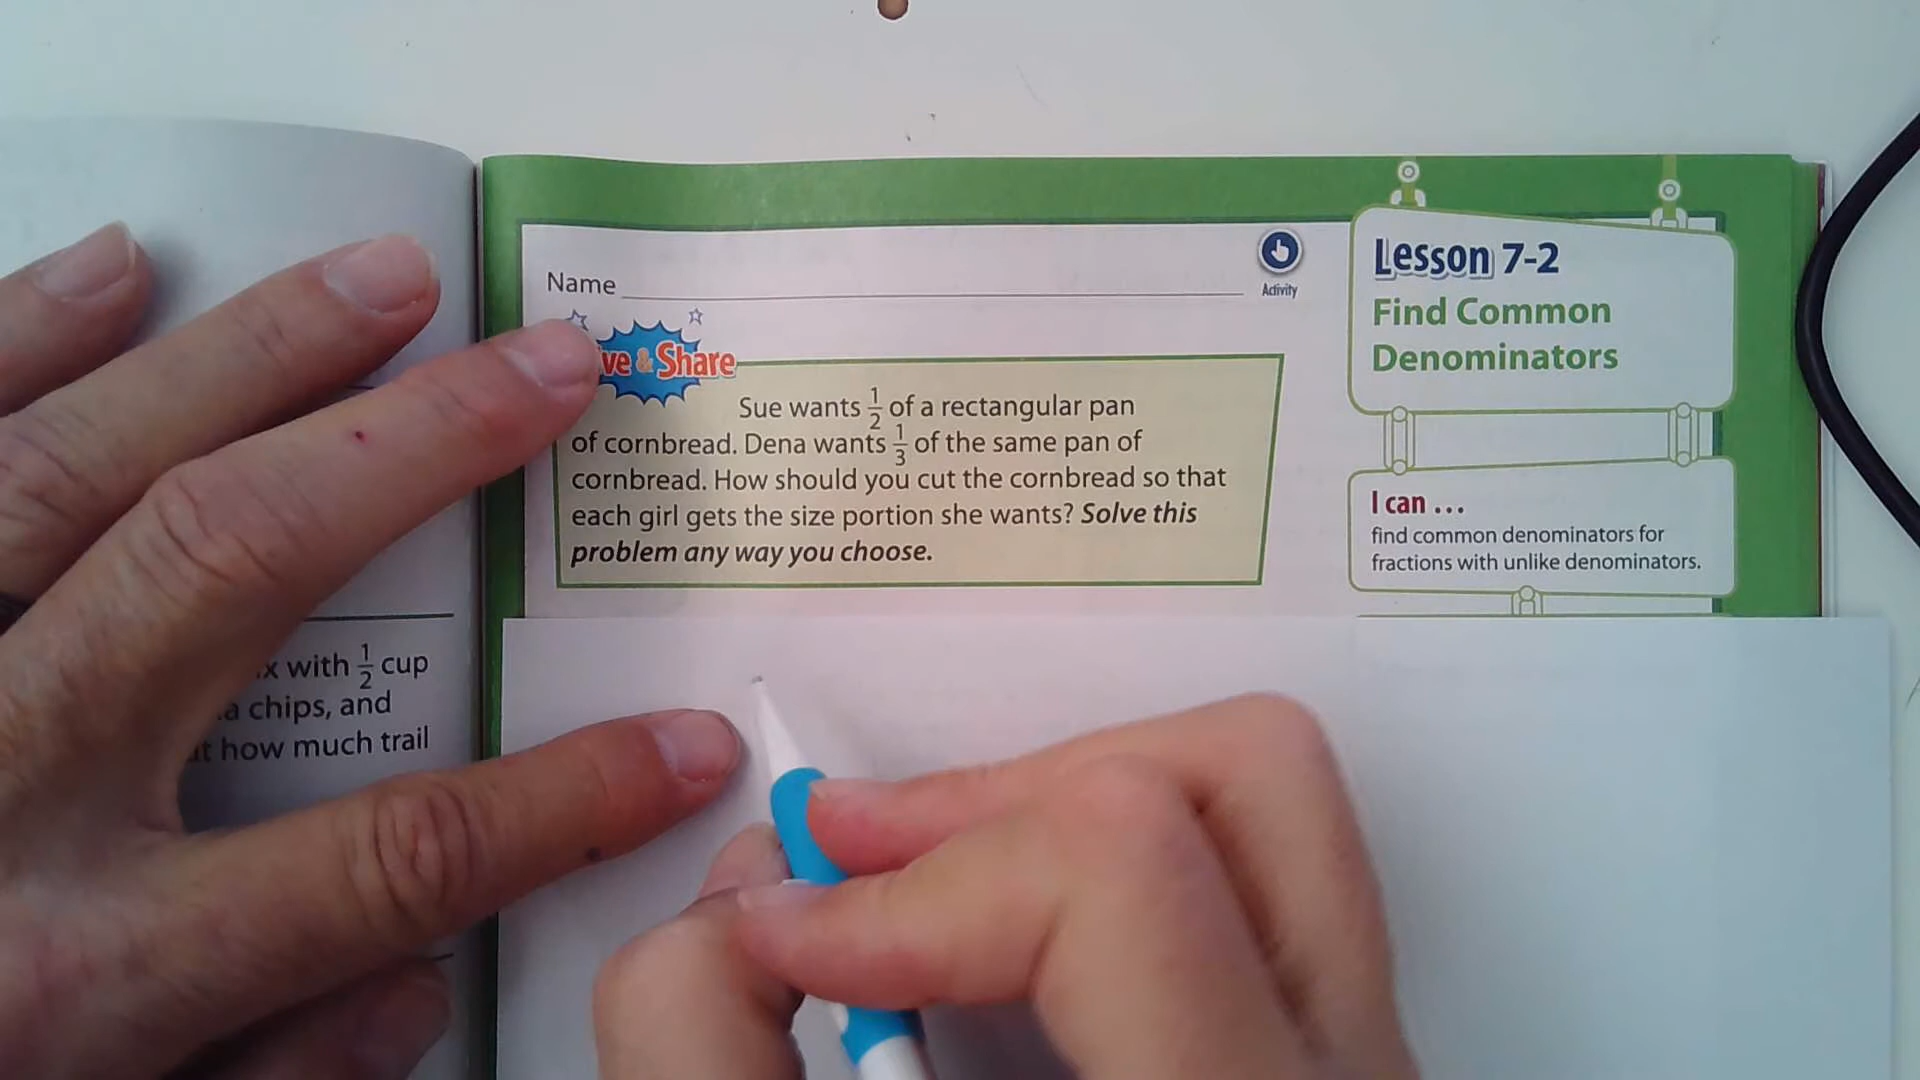 Name
Activity
Lesson 7-2
Find Common
Denominators
ve & Share
Sue wants 1/2 of a rectangular pan
of cornbread. Dena wants 1/3 of the same pan of
cornbread. How should you cut the cornbread so that
each girl gets the size portion she wants? Solve this
problem any way you choose.
I can ...
find common denominators for
fractions with unlike denominators.
x with 1/2 cup
a chips, and
t how much trail